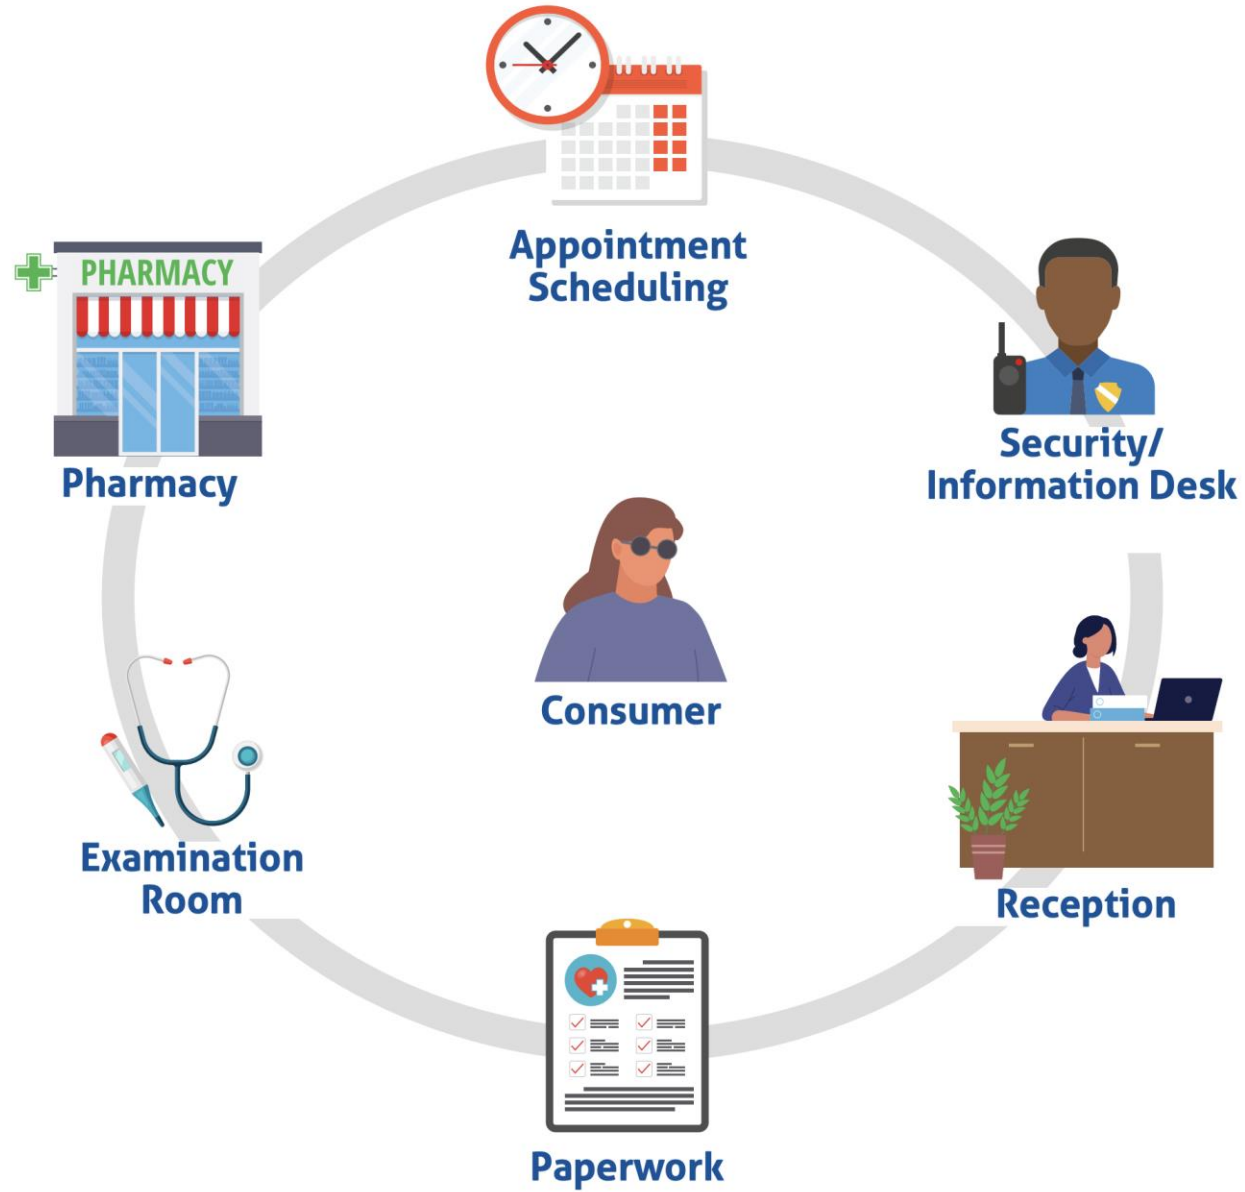 Appointment
Scheduling
Security/
Information Desk
Reception
Paperwork
Examination
Room
PHARMACY
Pharmacy
Consumer